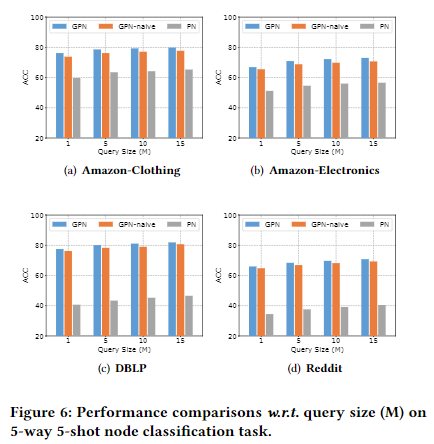 GPN GPN-naive PN
100
80
60
40
20
ACC
1 5 10 15
Query Size (M)
(a) Amazon-Clothing
GPN GPN-naive PN
100
80
60
40
20
ACC
1 5 10 15
Query Size (M)
(b) Amazon-Electronics
GPN GPN-naive PN
100
80
60
40
20
ACC
1 5 10 15
Query Size (M)
(c) DBLP
GPN GPN-naive PN
100
80
60
40
20
ACC
1 5 10 15
Query Size (M)
(d) Reddit
Figure 6: Performance comparisons w.r.t. query size (M) on
5-way 5-shot node classification task.